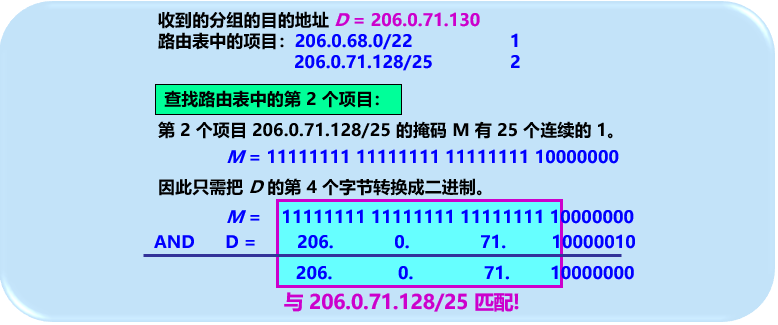 收到的分组的目的地址 D = 206.0.71.130
路由表中的项目：206.0.68.0/22 1
206.0.71.128/25 2
查找路由表中的第 2 个项目：
第 2 个项目 206.0.71.128/25 的掩码 M 有 25 个连续的 1。
M = 11111111 11111111 11111111 10000000
因此只需把 D 的第 4 个字节转换成二进制。
M = 11111111 11111111 11111111 10000000
AND D = 206. 0. 71. 10000010
206. 0. 71. 10000000
与 206.0.71.128/25 匹配!